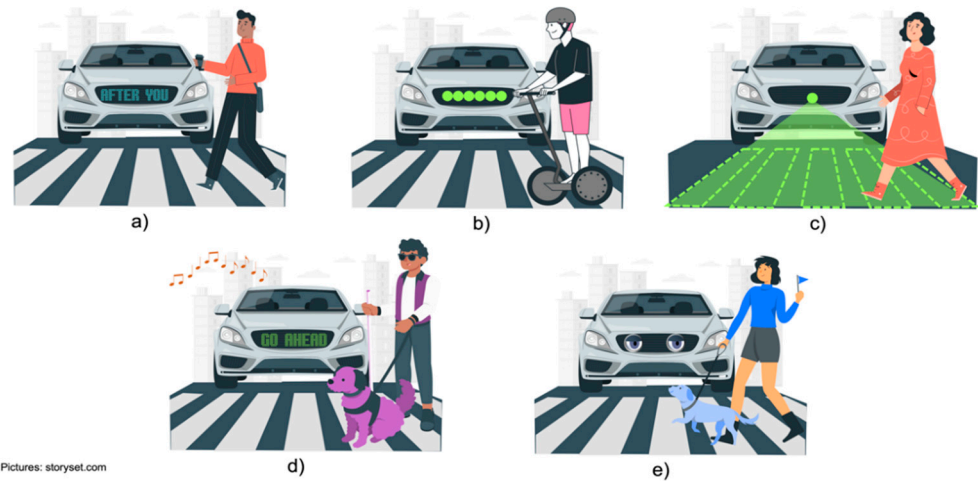 AFTER YOU
a)
b)
c)
GO AHEAD
d)
e)
Pictures: storyset.com